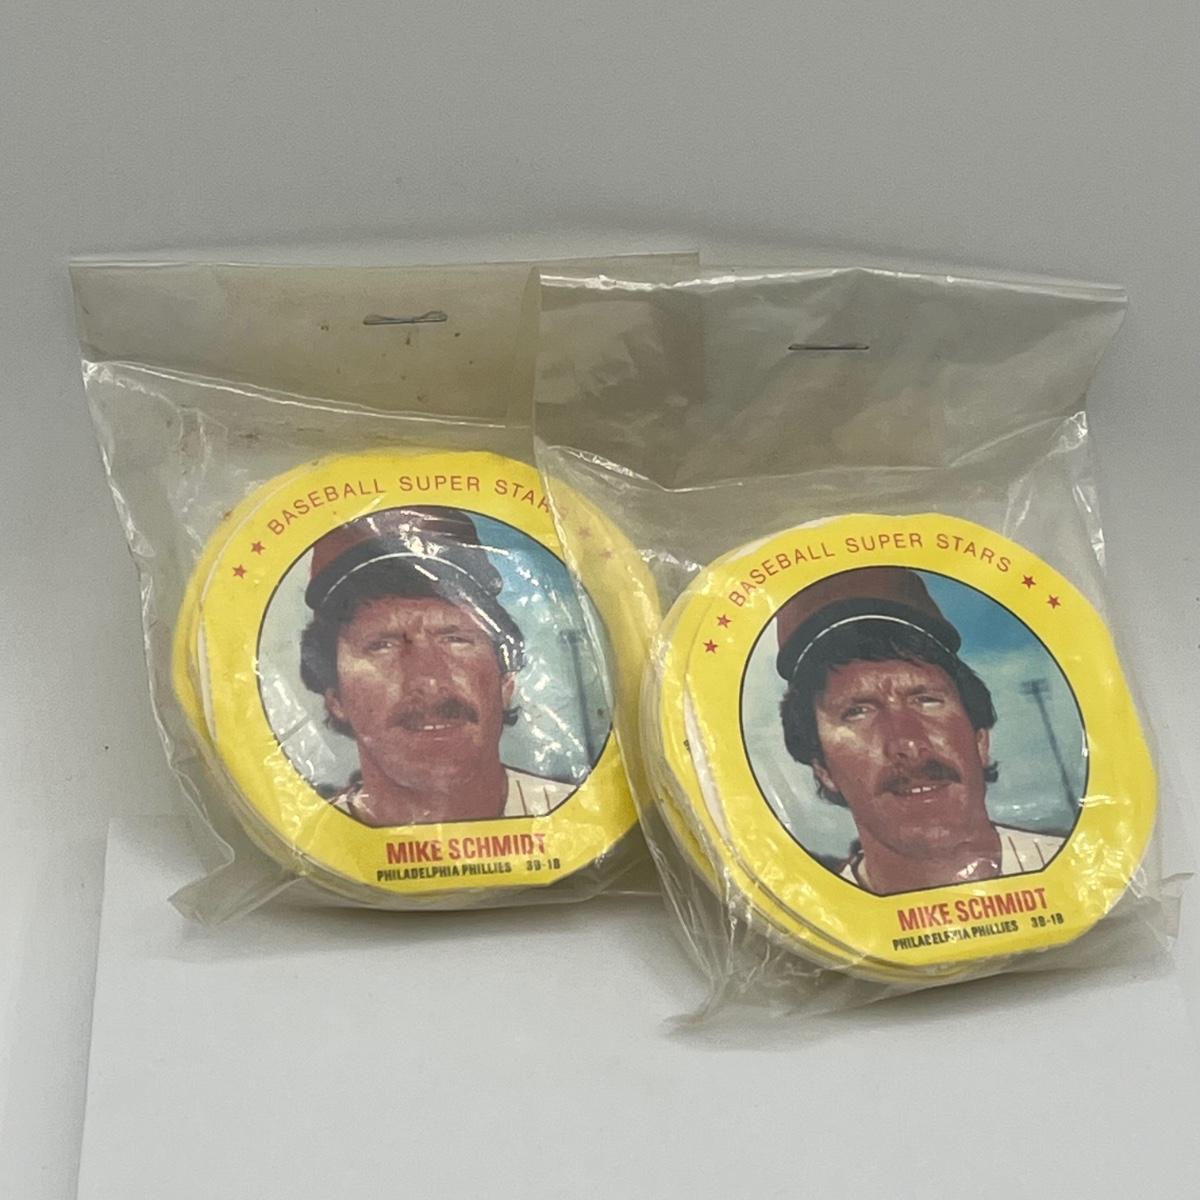 ★ ★ BASEBALL SUPER STARS ★ ★
MIKE SCHMIDT
PHILADELPHIA PHILLIES 3B-1B
★ ★ BASEBALL SUPER STARS ★ ★
MIKE SCHMIDT
PHILADELPHIA PHILLIES 3B-1B